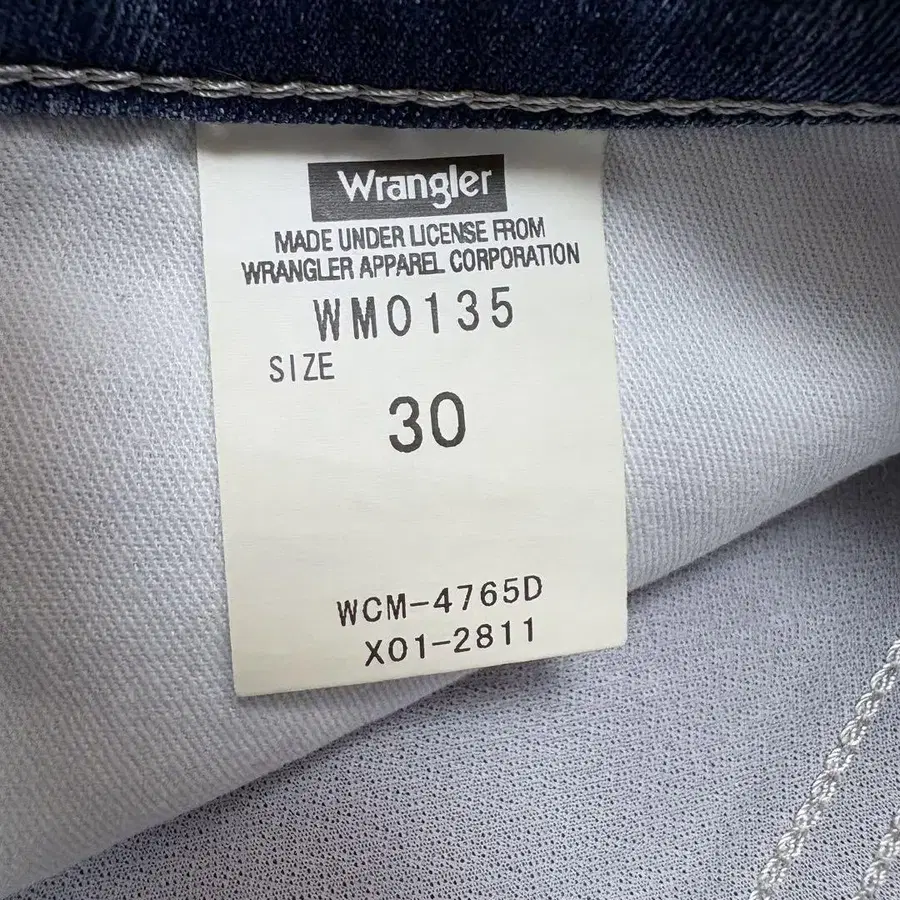 Wrangler
MADE UNDER LICENSE FROM
WRANGLER APPAREL CORPORATION
WM0135
SIZE
30
WCM-4765D
X01-2811